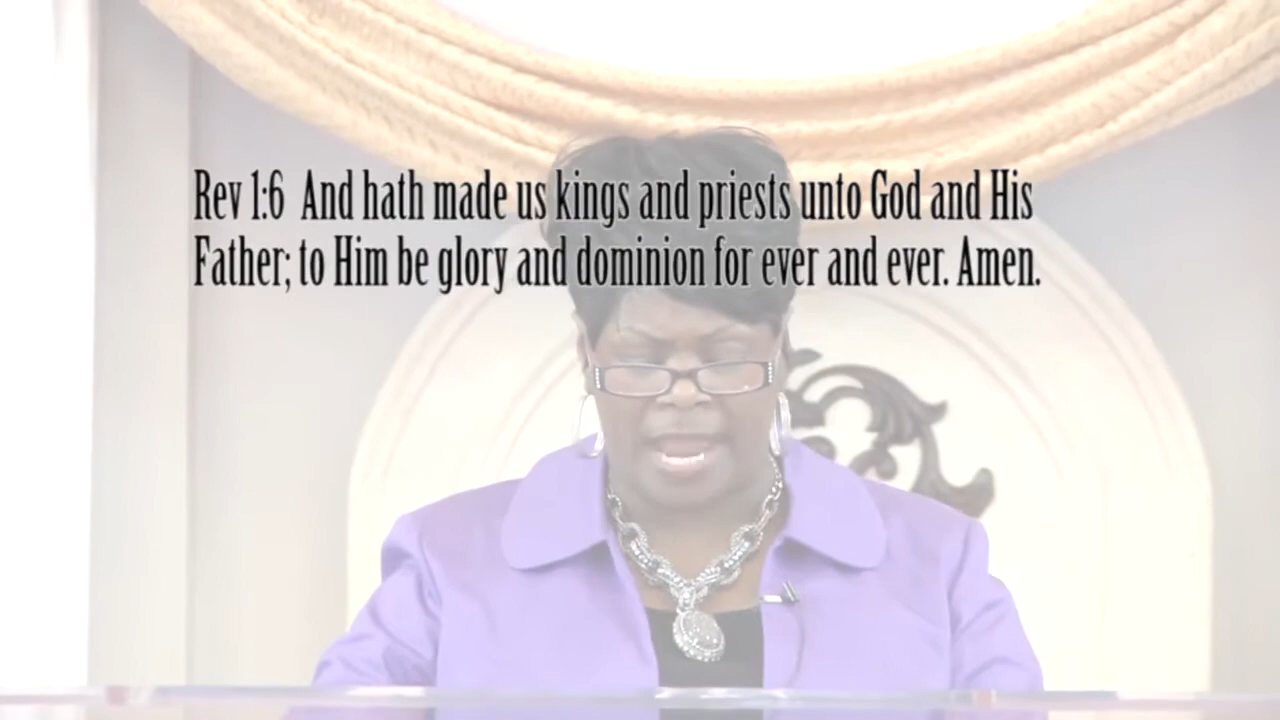 Rev 1:6 And hath made us kings and priests unto God and His
Father; to Him be glory and dominion for ever and ever. Amen.